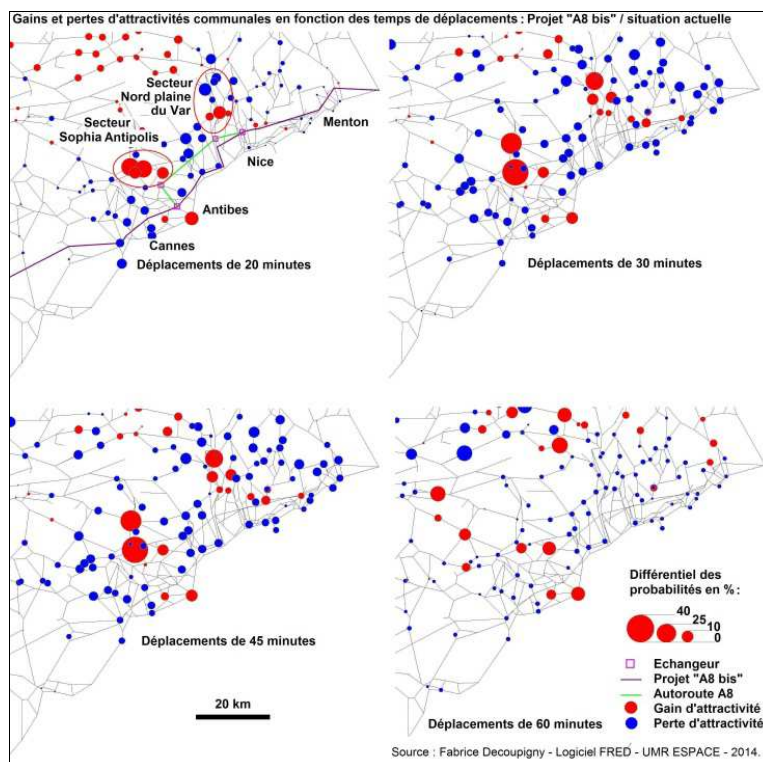 Gains et pertes d'attractivités communales en fonction des temps de déplacements : Projet "A8 bis" / situation actuelle
Secteur
Nord plaine
du Var
Secteur
Sophia Antipolis
Menton
Nice
Antibes
Cannes
Déplacements de 20 minutes
Déplacements de 30 minutes
Déplacements de 45 minutes
20 km
Déplacements de 60 minutes
Différentiel des
probabilités en % :
40
25
10
0
Echangeur
Projet "A8 bis"
Autoroute A8
Gain d'attractivité
Perte d'attractivité
Source : Fabrice Decoupigny - Logiciel FRED - UMR ESPACE - 2014.